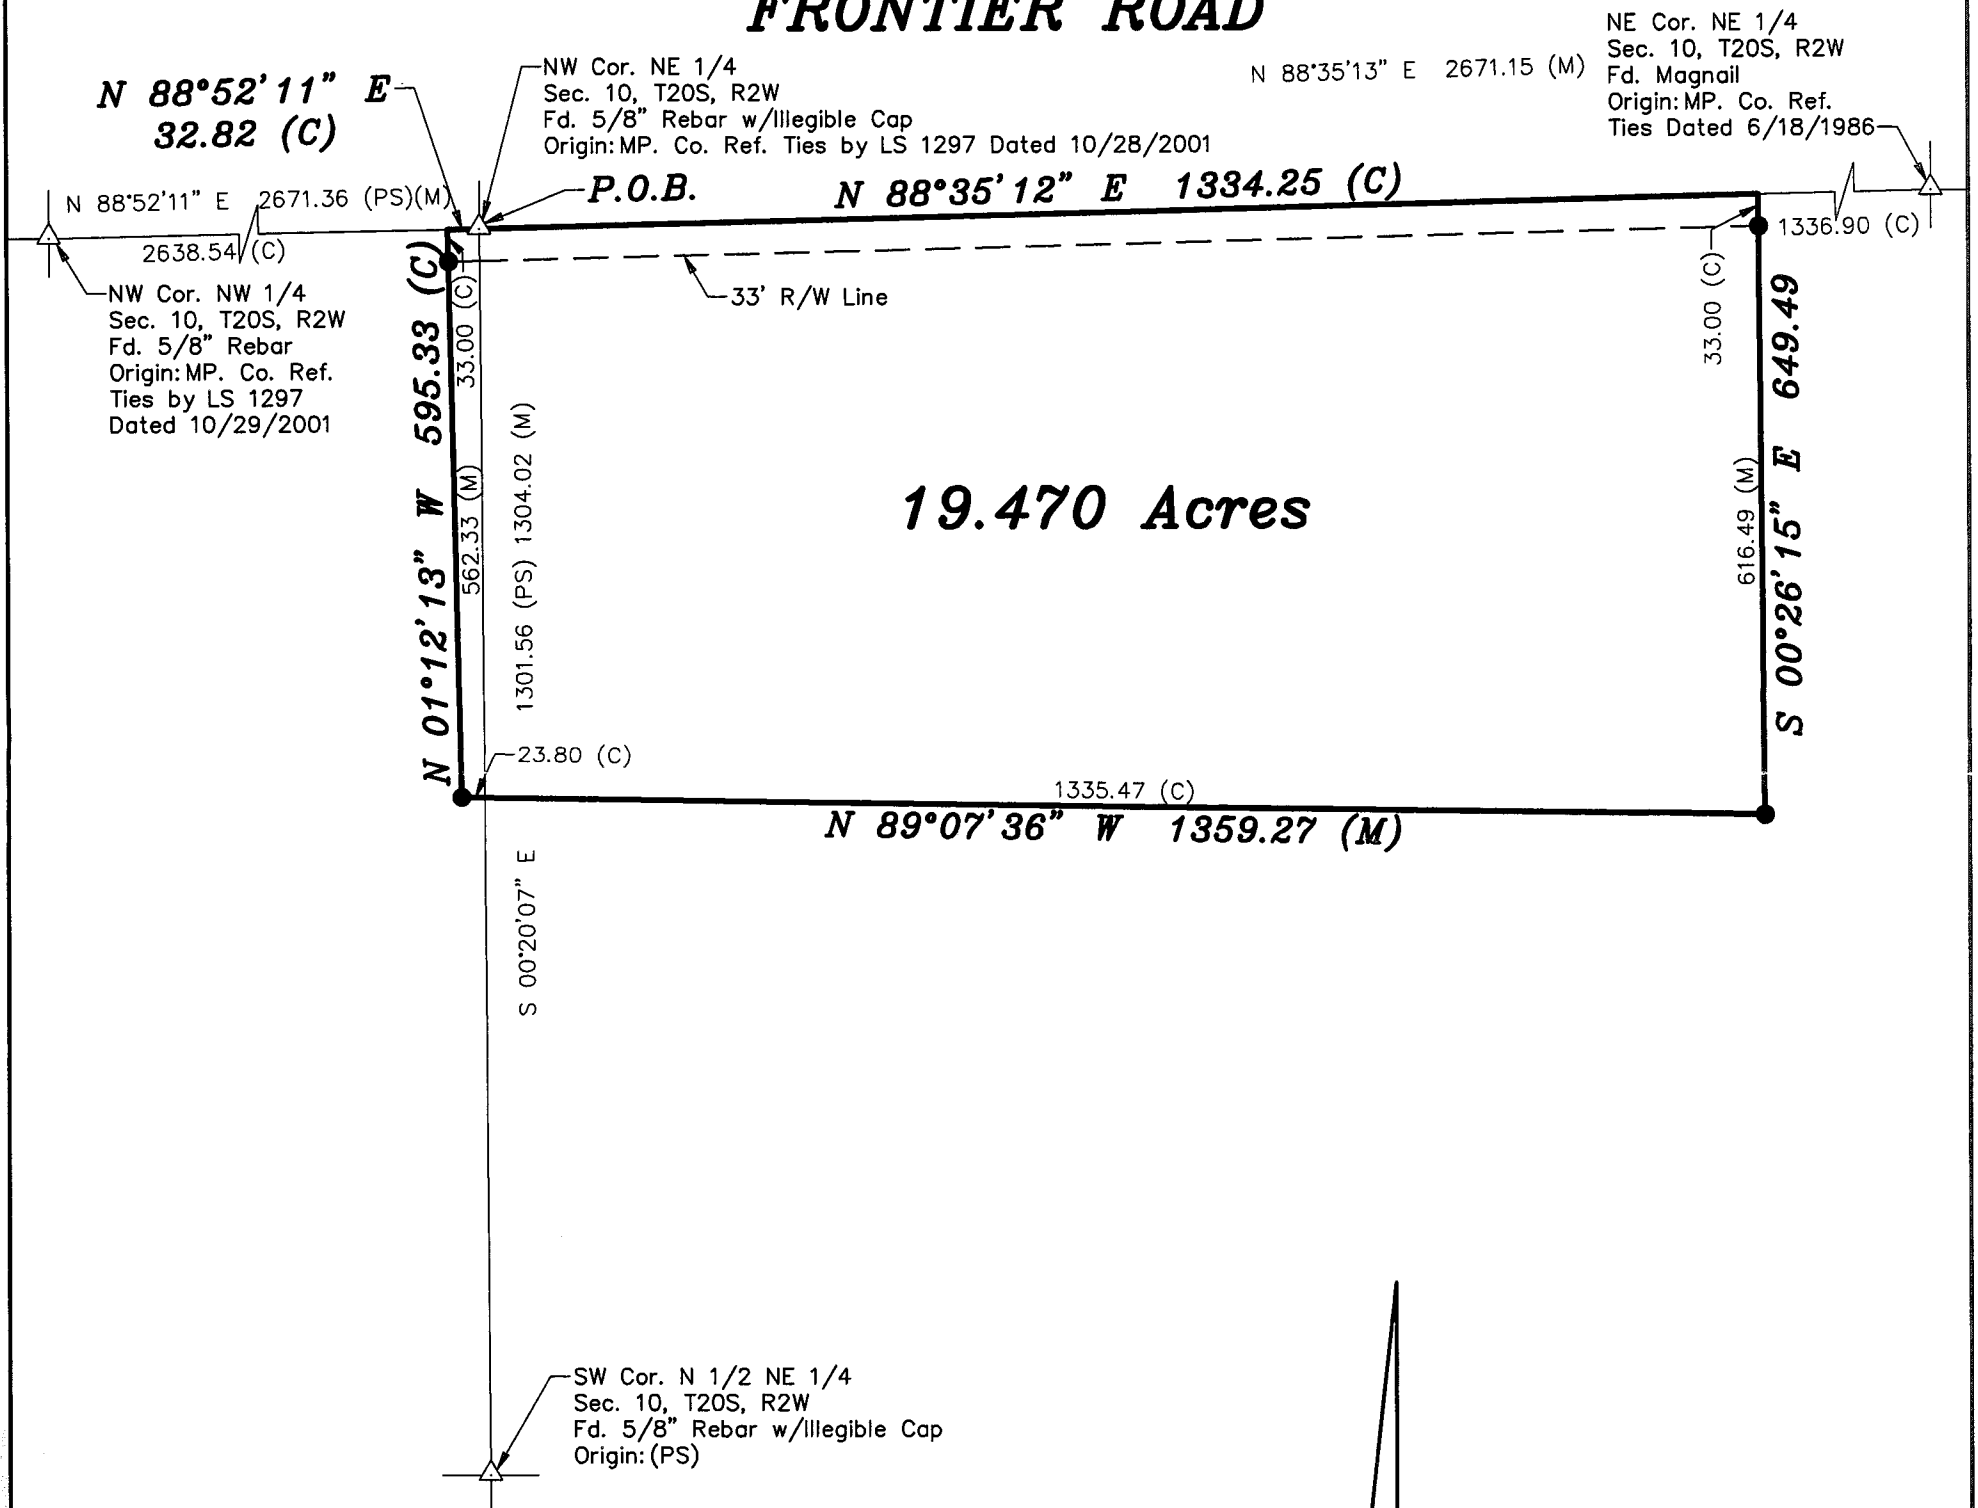 FRONTIER ROAD
N 88°52'11" E
32.82 (C)
NW Cor. NE 1/4
Sec. 10, T20S, R2W
Fd. 5/8" Rebar w/Illegible Cap
Origin: MP. Co. Ref. Ties by LS 1297 Dated 10/28/2001
N 88°35'13" E 2671.15 (M)
NE Cor. NE 1/4
Sec. 10, T20S, R2W
Fd. Magnail
Origin: MP. Co. Ref.
Ties Dated 6/18/1986
N 88°52'11" E 2671.36 (PS)(M)
2638.54 (C)
P.O.B.
N 88°35'12" E 1334.25 (C)
1336.90 (C)
NW Cor. NW 1/4
Sec. 10, T20S, R2W
Fd. 5/8" Rebar
Origin: MP. Co. Ref.
Ties by LS 1297
Dated 10/29/2001
33' R/W Line
N 01°12'13" W 595.33 (C)
33.00 (C)
562.33 (M)
1301.56 (PS) 1304.02 (M)
19.470 Acres
33.00 (C)
616.49 (M)
S 00°26'15" E 649.49
23.80 (C)
1335.47 (C)
N 89°07'36" W 1359.27 (M)
S 00°20'07" E
SW Cor. N 1/2 NE 1/4
Sec. 10, T20S, R2W
Fd. 5/8" Rebar w/Illegible Cap
Origin: (PS)